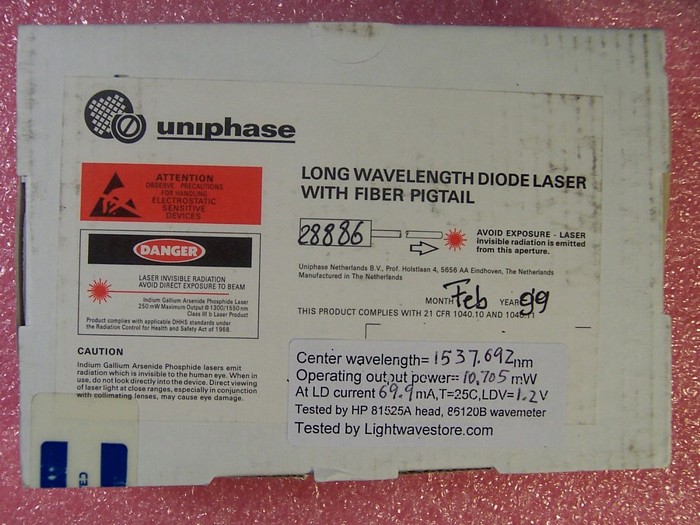 uniphase
ATTENTION
OBSERVE PRECAUTIONS
FOR HANDLING
ELECTROSTATIC
SENSITIVE
DEVICES
LONG WAVELENGTH DIODE LASER
WITH FIBER PIGTAIL
28886
AVOID EXPOSURE - LASER
invisible radiation is emitted
from this aperture.
DANGER
LASER INVISIBLE RADIATION
AVOID DIRECT EXPOSURE TO BEAM
Indium Gallium Arsenide Phosphide Laser
250 mW Maximum Output @ 1300/1550 nm
Class III b Laser Product
Product complies with applicable DHHS standards under
the Radiation Control for Health and Safety Act of 1968.
Uniphase Netherlands B.V., Prof. Holstlaan 4, 5656 AA Eindhoven, The Netherlands
Manufactured in The Netherlands
MONTH Feb YEAR 99
THIS PRODUCT COMPLIES WITH 21 CFR 1040.10 AND 1040.11
CAUTION
Indium Gallium Arsenide Phosphide lasers emit
radiation which is invisible to the human eye. When in
use, do not look directly into the device. Direct viewing
of laser light at close ranges, especially in conjunction
with collimating lenses, may cause eye damage.
Center wavelength= 1537.692nm
Operating output power= 10.705 mW
At LD current 69.9mA,T=25C,LDV= 1.2V
Tested by HP 81525A head, 86120B wavemeter
Tested by Lightwavestore.com
CE